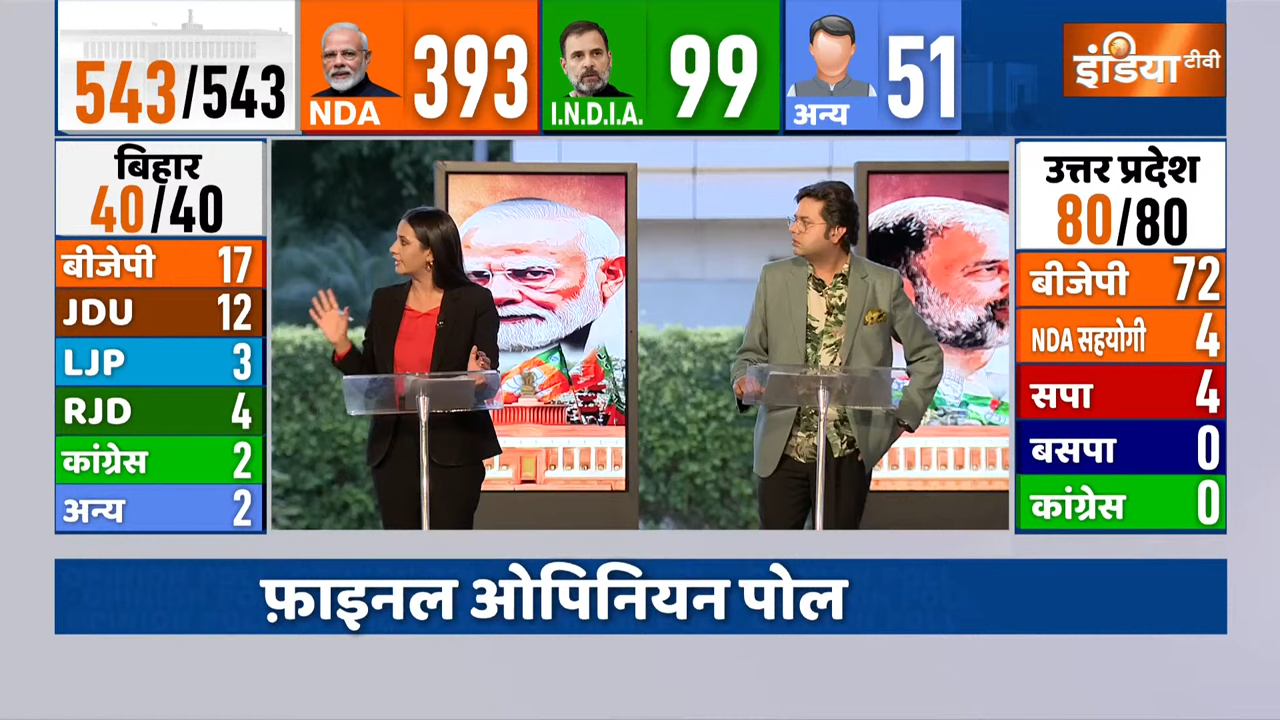 543/543
NDA
393
I.N.D.I.A.
99
अन्य
51
इंडिया टीवी
बिहार
40/40
बीजेपी 17
JDU 12
LJP 3
RJD 4
कांग्रेस 2
अन्य 2
उत्तर प्रदेश
80/80
बीजेपी 72
NDA सहयोगी 4
सपा 4
बसपा 0
कांग्रेस 0
फ़ाइनल ओपिनियन पोल